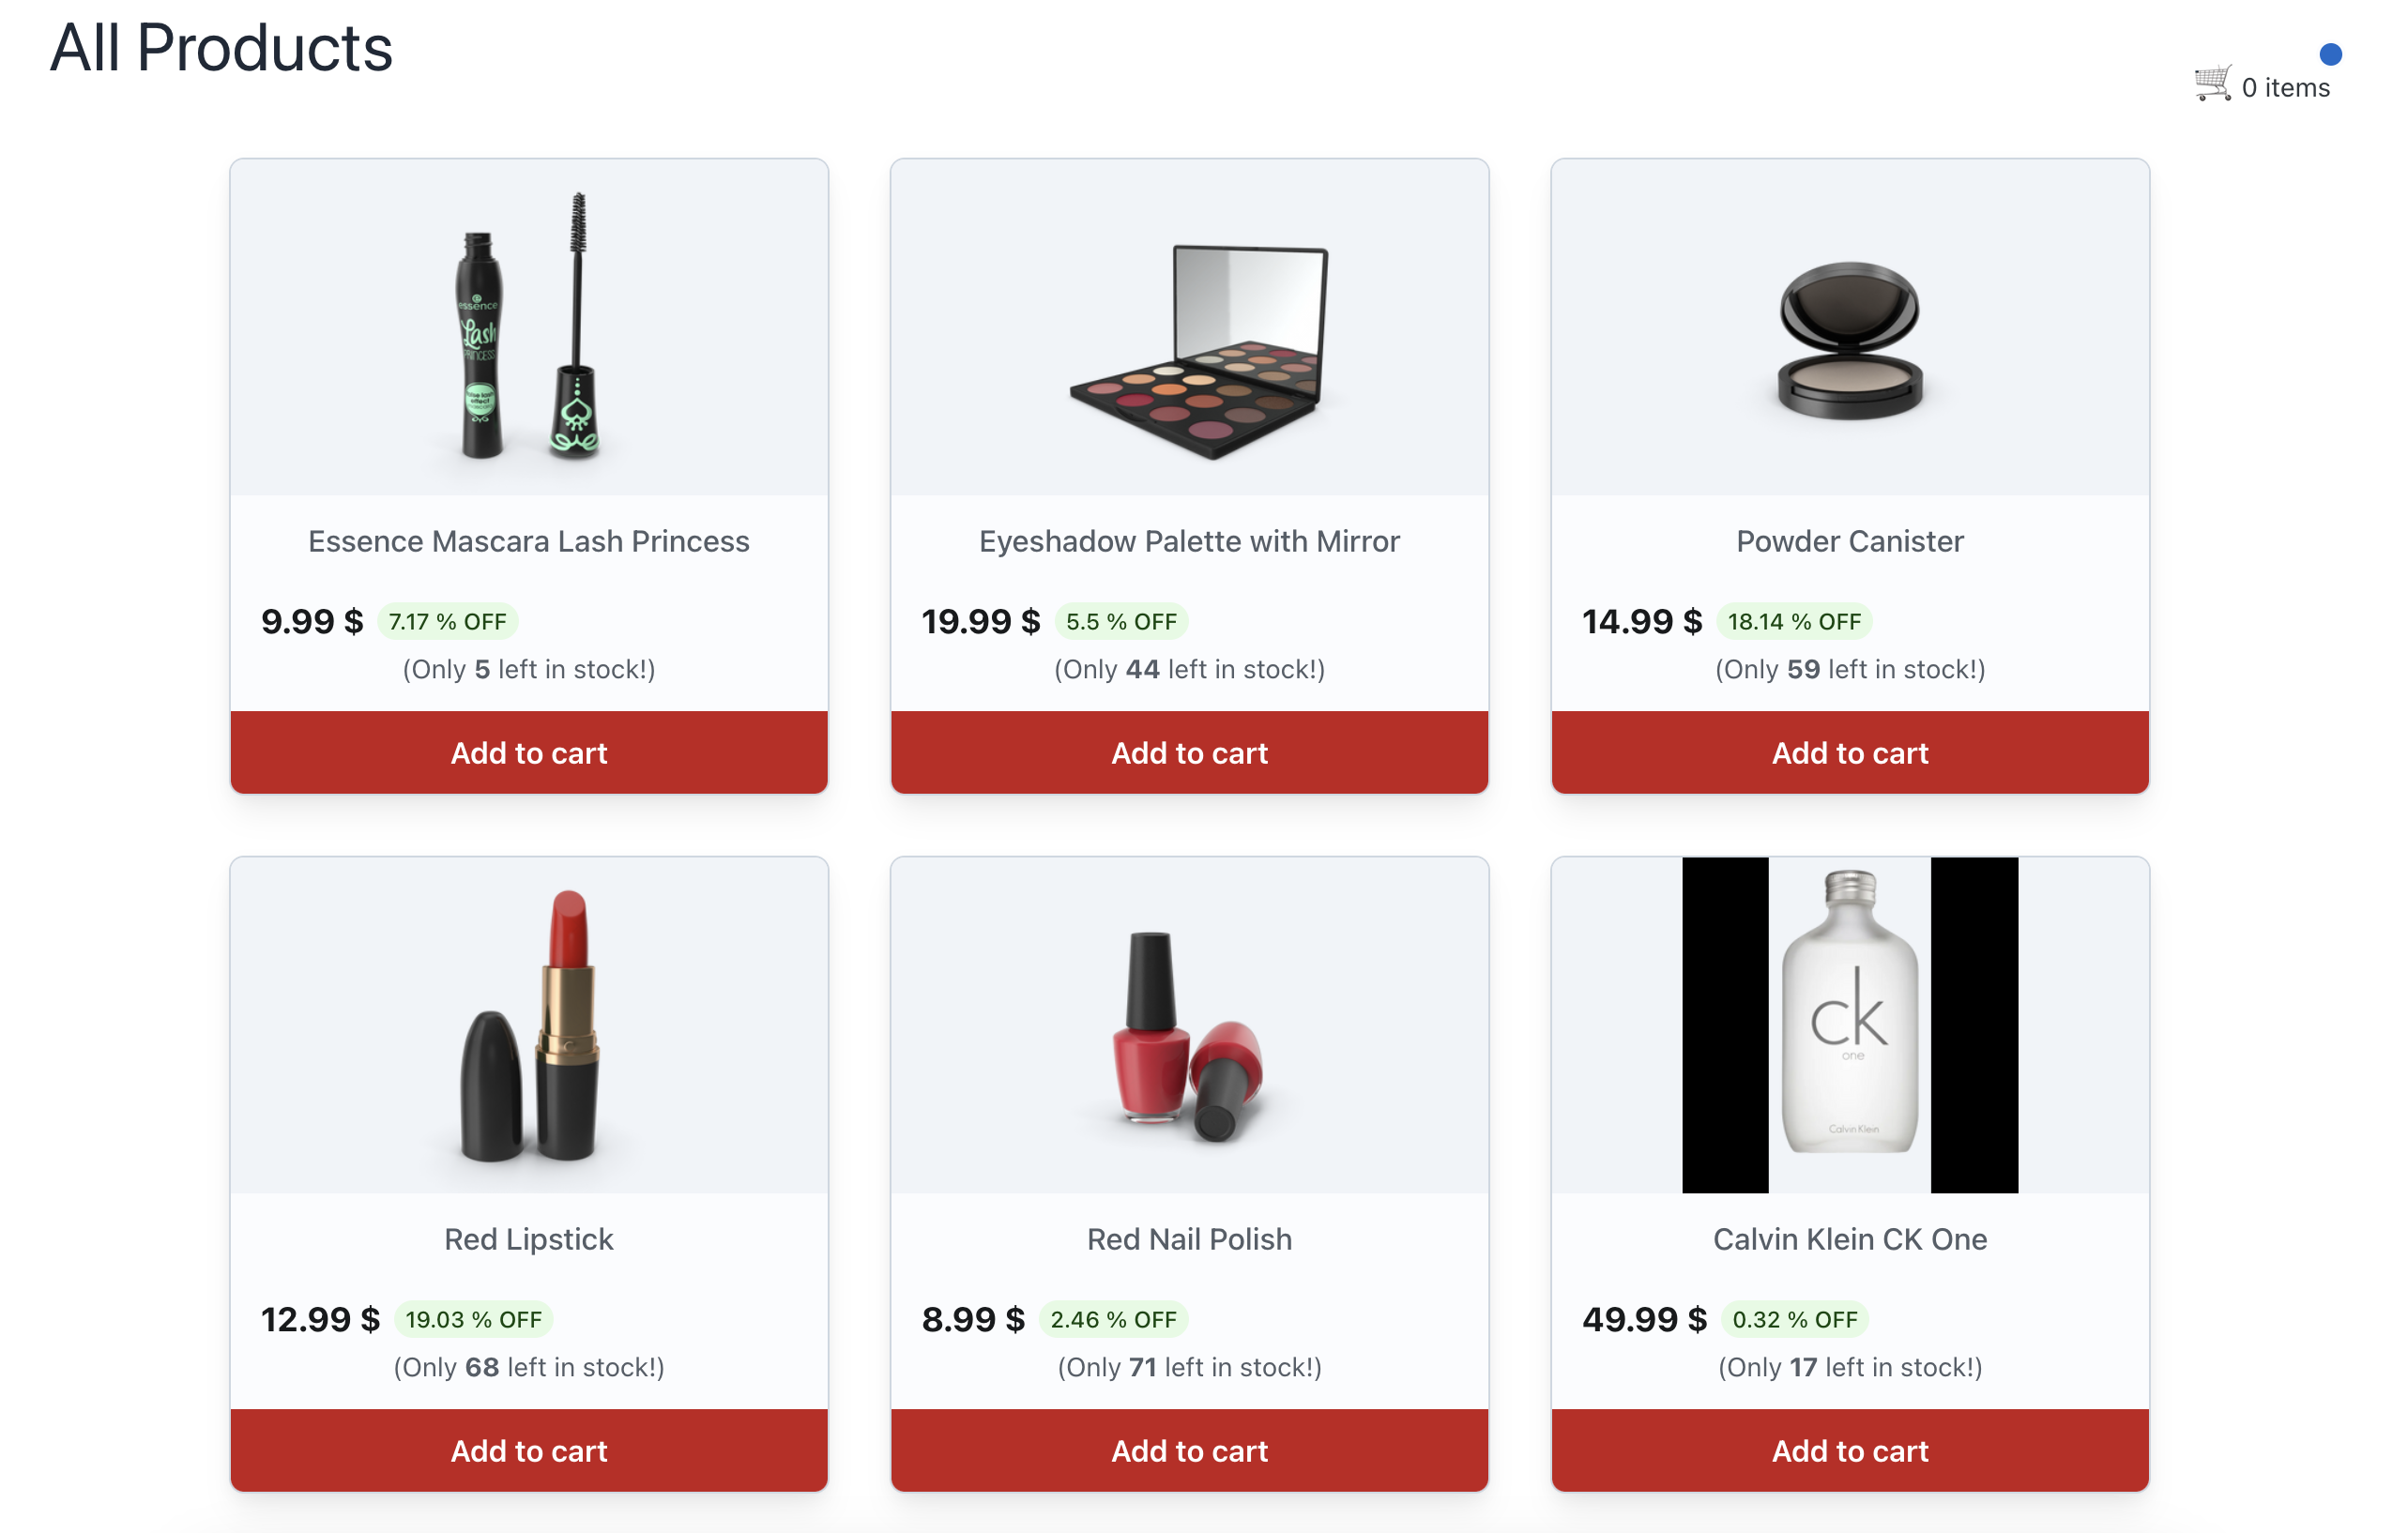 All Products
0 items
essence
Lash
PRINCESS
false lash
effect
mascara
Essence Mascara Lash Princess
Eyeshadow Palette with Mirror
Powder Canister
9.99 $ 7.17 % OFF
19.99 $ 5.5 % OFF
14.99 $ 18.14 % OFF
(Only 5 left in stock!)
(Only 44 left in stock!)
(Only 59 left in stock!)
Add to cart
Add to cart
Add to cart
ck
one
Calvin Klein
Red Lipstick
Red Nail Polish
Calvin Klein CK One
12.99 $ 19.03 % OFF
8.99 $ 2.46 % OFF
49.99 $ 0.32 % OFF
(Only 68 left in stock!)
(Only 71 left in stock!)
(Only 17 left in stock!)
Add to cart
Add to cart
Add to cart